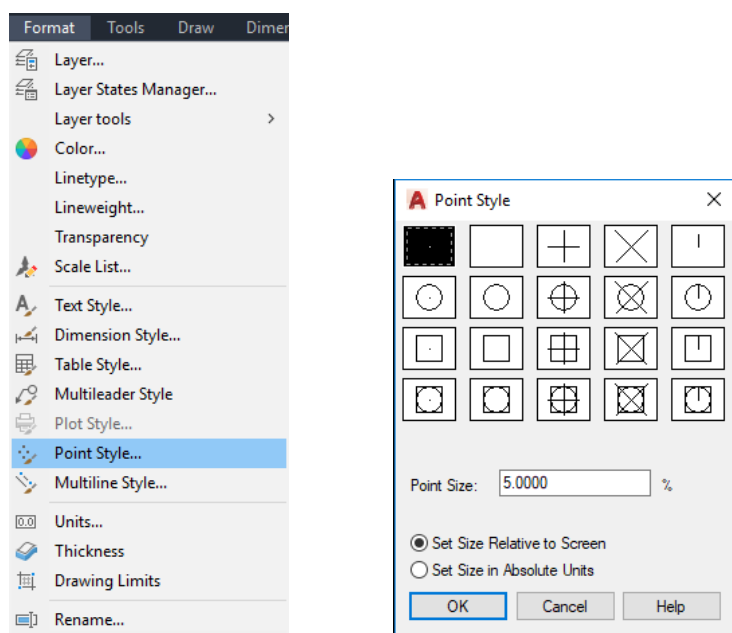 Format Tools Draw Dimer
Layer...
Layer States Manager...
Layer tools
Color...
Linetype...
Lineweight...
Transparency
Scale List...
Text Style...
Dimension Style...
Table Style...
Multileader Style
Plot Style...
Point Style...
Multiline Style...
0.0 Units...
Thickness
Drawing Limits
Rename...
A Point Style
Point Size: 5.0000 %
Set Size Relative to Screen
Set Size in Absolute Units
OK Cancel Help